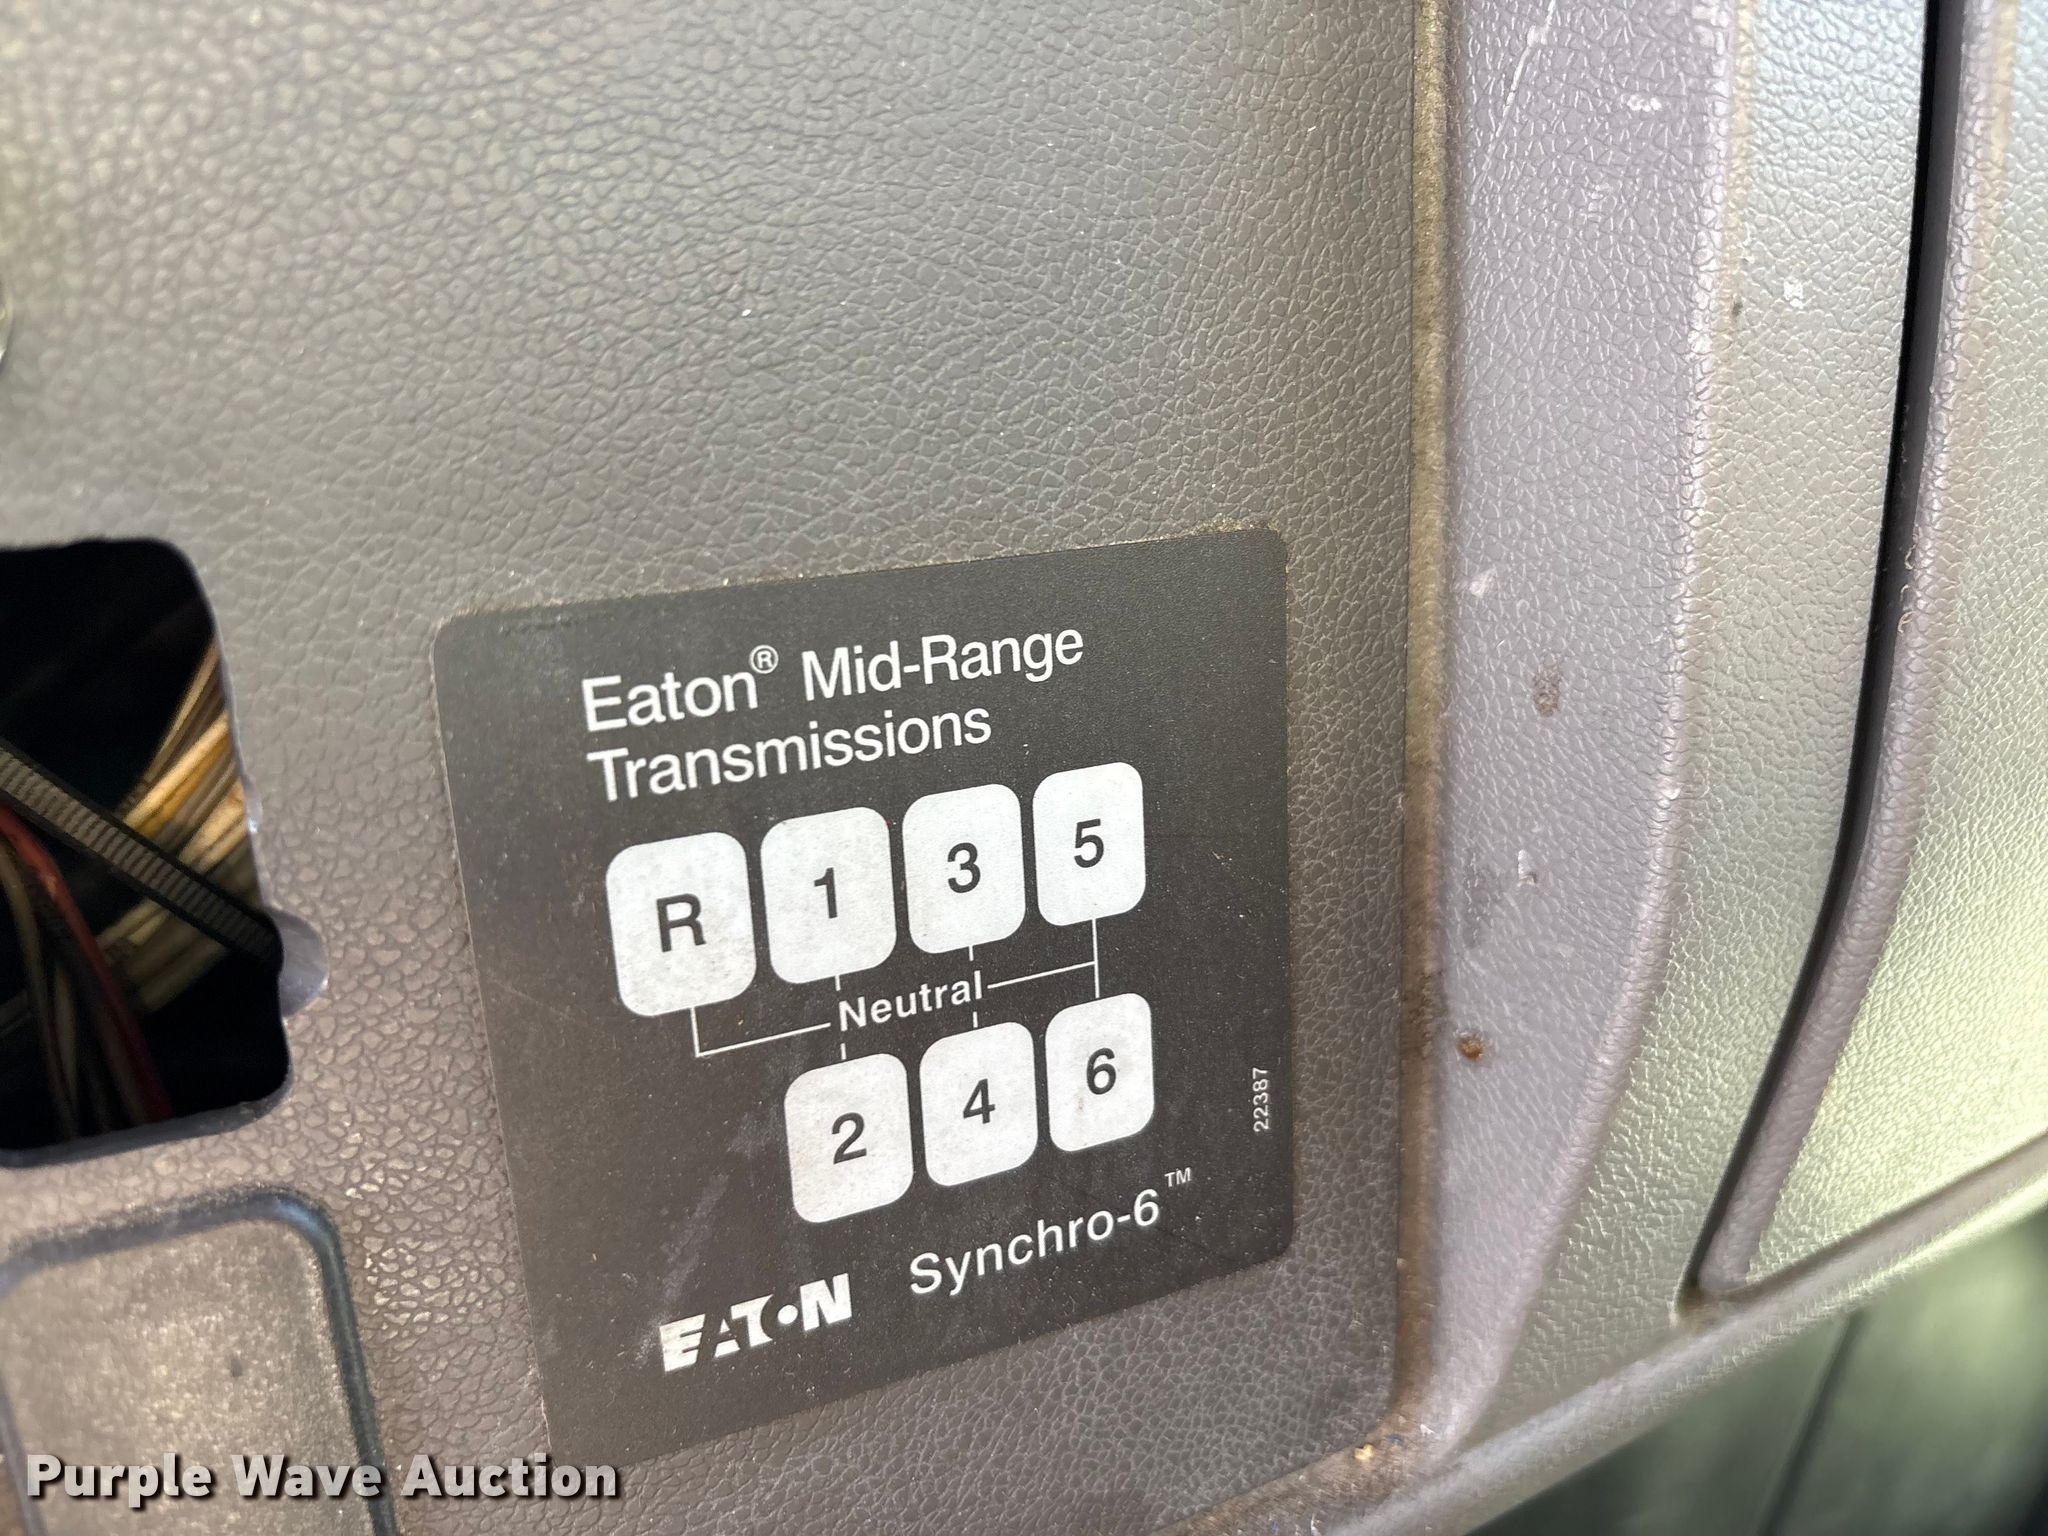 Eaton® Mid-Range
Transmissions
R 1 3 5
Neutral
2 4 6
22387
Synchro-6™
EATON
Purple Wave Auction